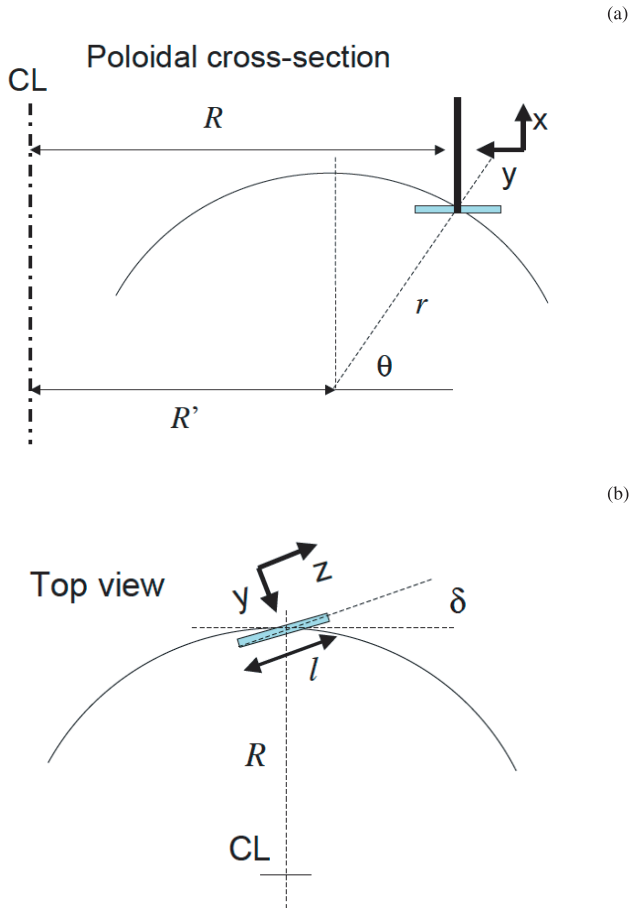 (a)
Poloidal cross-section
CL
R
x
y
r
θ
R’
(b)
Top view
z
y
δ
l
R
CL